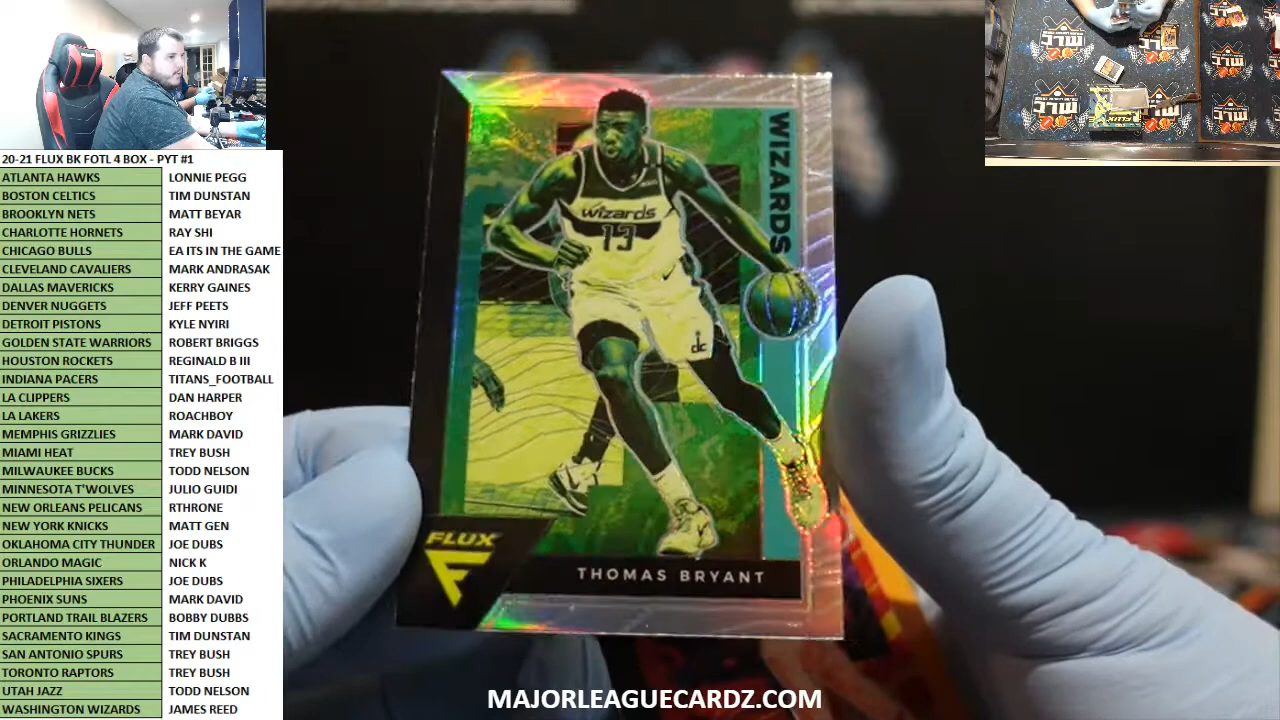 20-21 FLUX BK FOTL 4 BOX - PYT #1
ATLANTA HAWKS LONNIE PEGG
BOSTON CELTICS TIM DUNSTAN
BROOKLYN NETS MATT BEYAR
CHARLOTTE HORNETS RAY SHI
CHICAGO BULLS EA ITS IN THE GAME
CLEVELAND CAVALIERS MARK ANDRASAK
DALLAS MAVERICKS KERRY GAINES
DENVER NUGGETS JEFF PEETS
DETROIT PISTONS KYLE NYIRI
GOLDEN STATE WARRIORS ROBERT BRIGGS
HOUSTON ROCKETS REGINALD B III
INDIANA PACERS TITANS_FOOTBALL
LA CLIPPERS DAN HARPER
LA LAKERS ROACHBOY
MEMPHIS GRIZZLIES MARK DAVID
MIAMI HEAT TREY BUSH
MILWAUKEE BUCKS TODD NELSON
MINNESOTA T'WOLVES JULIO GUIDI
NEW ORLEANS PELICANS RTHRONE
NEW YORK KNICKS MATT GEN
OKLAHOMA CITY THUNDER JOE DUBS
ORLANDO MAGIC NICK K
PHILADELPHIA SIXERS JOE DUBS
PHOENIX SUNS MARK DAVID
PORTLAND TRAIL BLAZERS BOBBY DUBBS
SACRAMENTO KINGS TIM DUNSTAN
SAN ANTONIO SPURS TREY BUSH
TORONTO RAPTORS TREY BUSH
UTAH JAZZ TODD NELSON
WASHINGTON WIZARDS JAMES REED
WIZARDS
wizards
13
dc
FLUX
THOMAS BRYANT
MAJORLEAGUECARDZ.COM